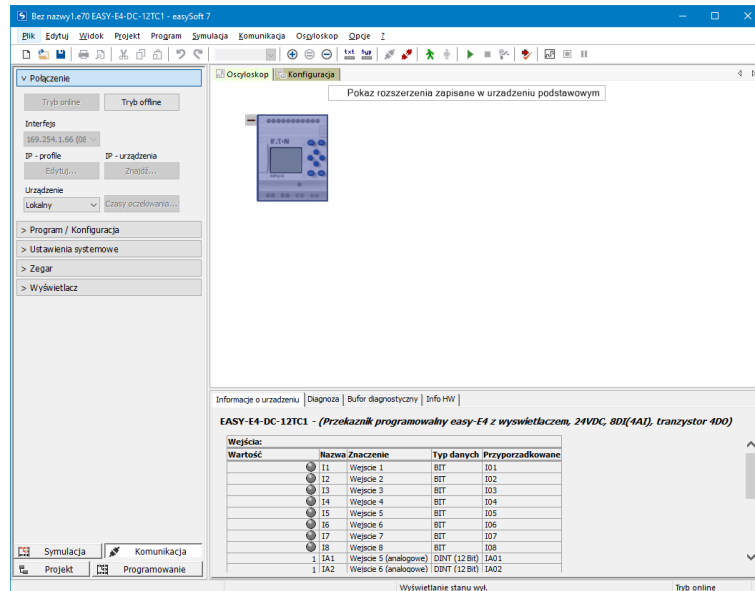 Bez nazwy1.e70 EASY-E4-DC-12TC1 - easySoft 7
Plik Edytuj Widok Projekt Program Symulacja Komunikacja Oscyloskop Opcje ?
txt typ
v Połączenie
Tryb online Tryb offline
Interfejs
169.254.1.66 (08
IP - profile IP - urządzenia
Edytuj... Znajdź...
Urządzenie
Lokalny Czasy oczekiwania...
> Program / Konfiguracja
> Ustawienia systemowe
> Zegar
> Wyświetlacz
Symulacja Komunikacja
Projekt Programowanie
Oscyloskop Konfiguracja
Pokaz rozszerzenia zapisane w urzadzeniu podstawowym
E·T·N
Informacje o urzadzeniu Diagnoza Bufor diagnostyczny Info HW
EASY-E4-DC-12TC1 - (Przekaznik programowalny easy-E4 z wyswietlaczem, 24VDC, 8DI(4AI), tranzystor 4DO)
Wejścia:
Wartość Nazwa Znaczenie Typ danych Przyporzadkowane
I1 Wejscie 1 BIT I01
I2 Wejscie 2 BIT I02
I3 Wejscie 3 BIT I03
I4 Wejscie 4 BIT I04
I5 Wejscie 5 BIT I05
I6 Wejscie 6 BIT I06
I7 Wejscie 7 BIT I07
I8 Wejscie 8 BIT I08
1 IA1 Wejscie 5 (analogowe) DINT (12 Bit) IA01
1 IA2 Wejscie 6 (analogowe) DINT (12 Bit) IA02
Wyświetlanie stanu wył. Tryb online